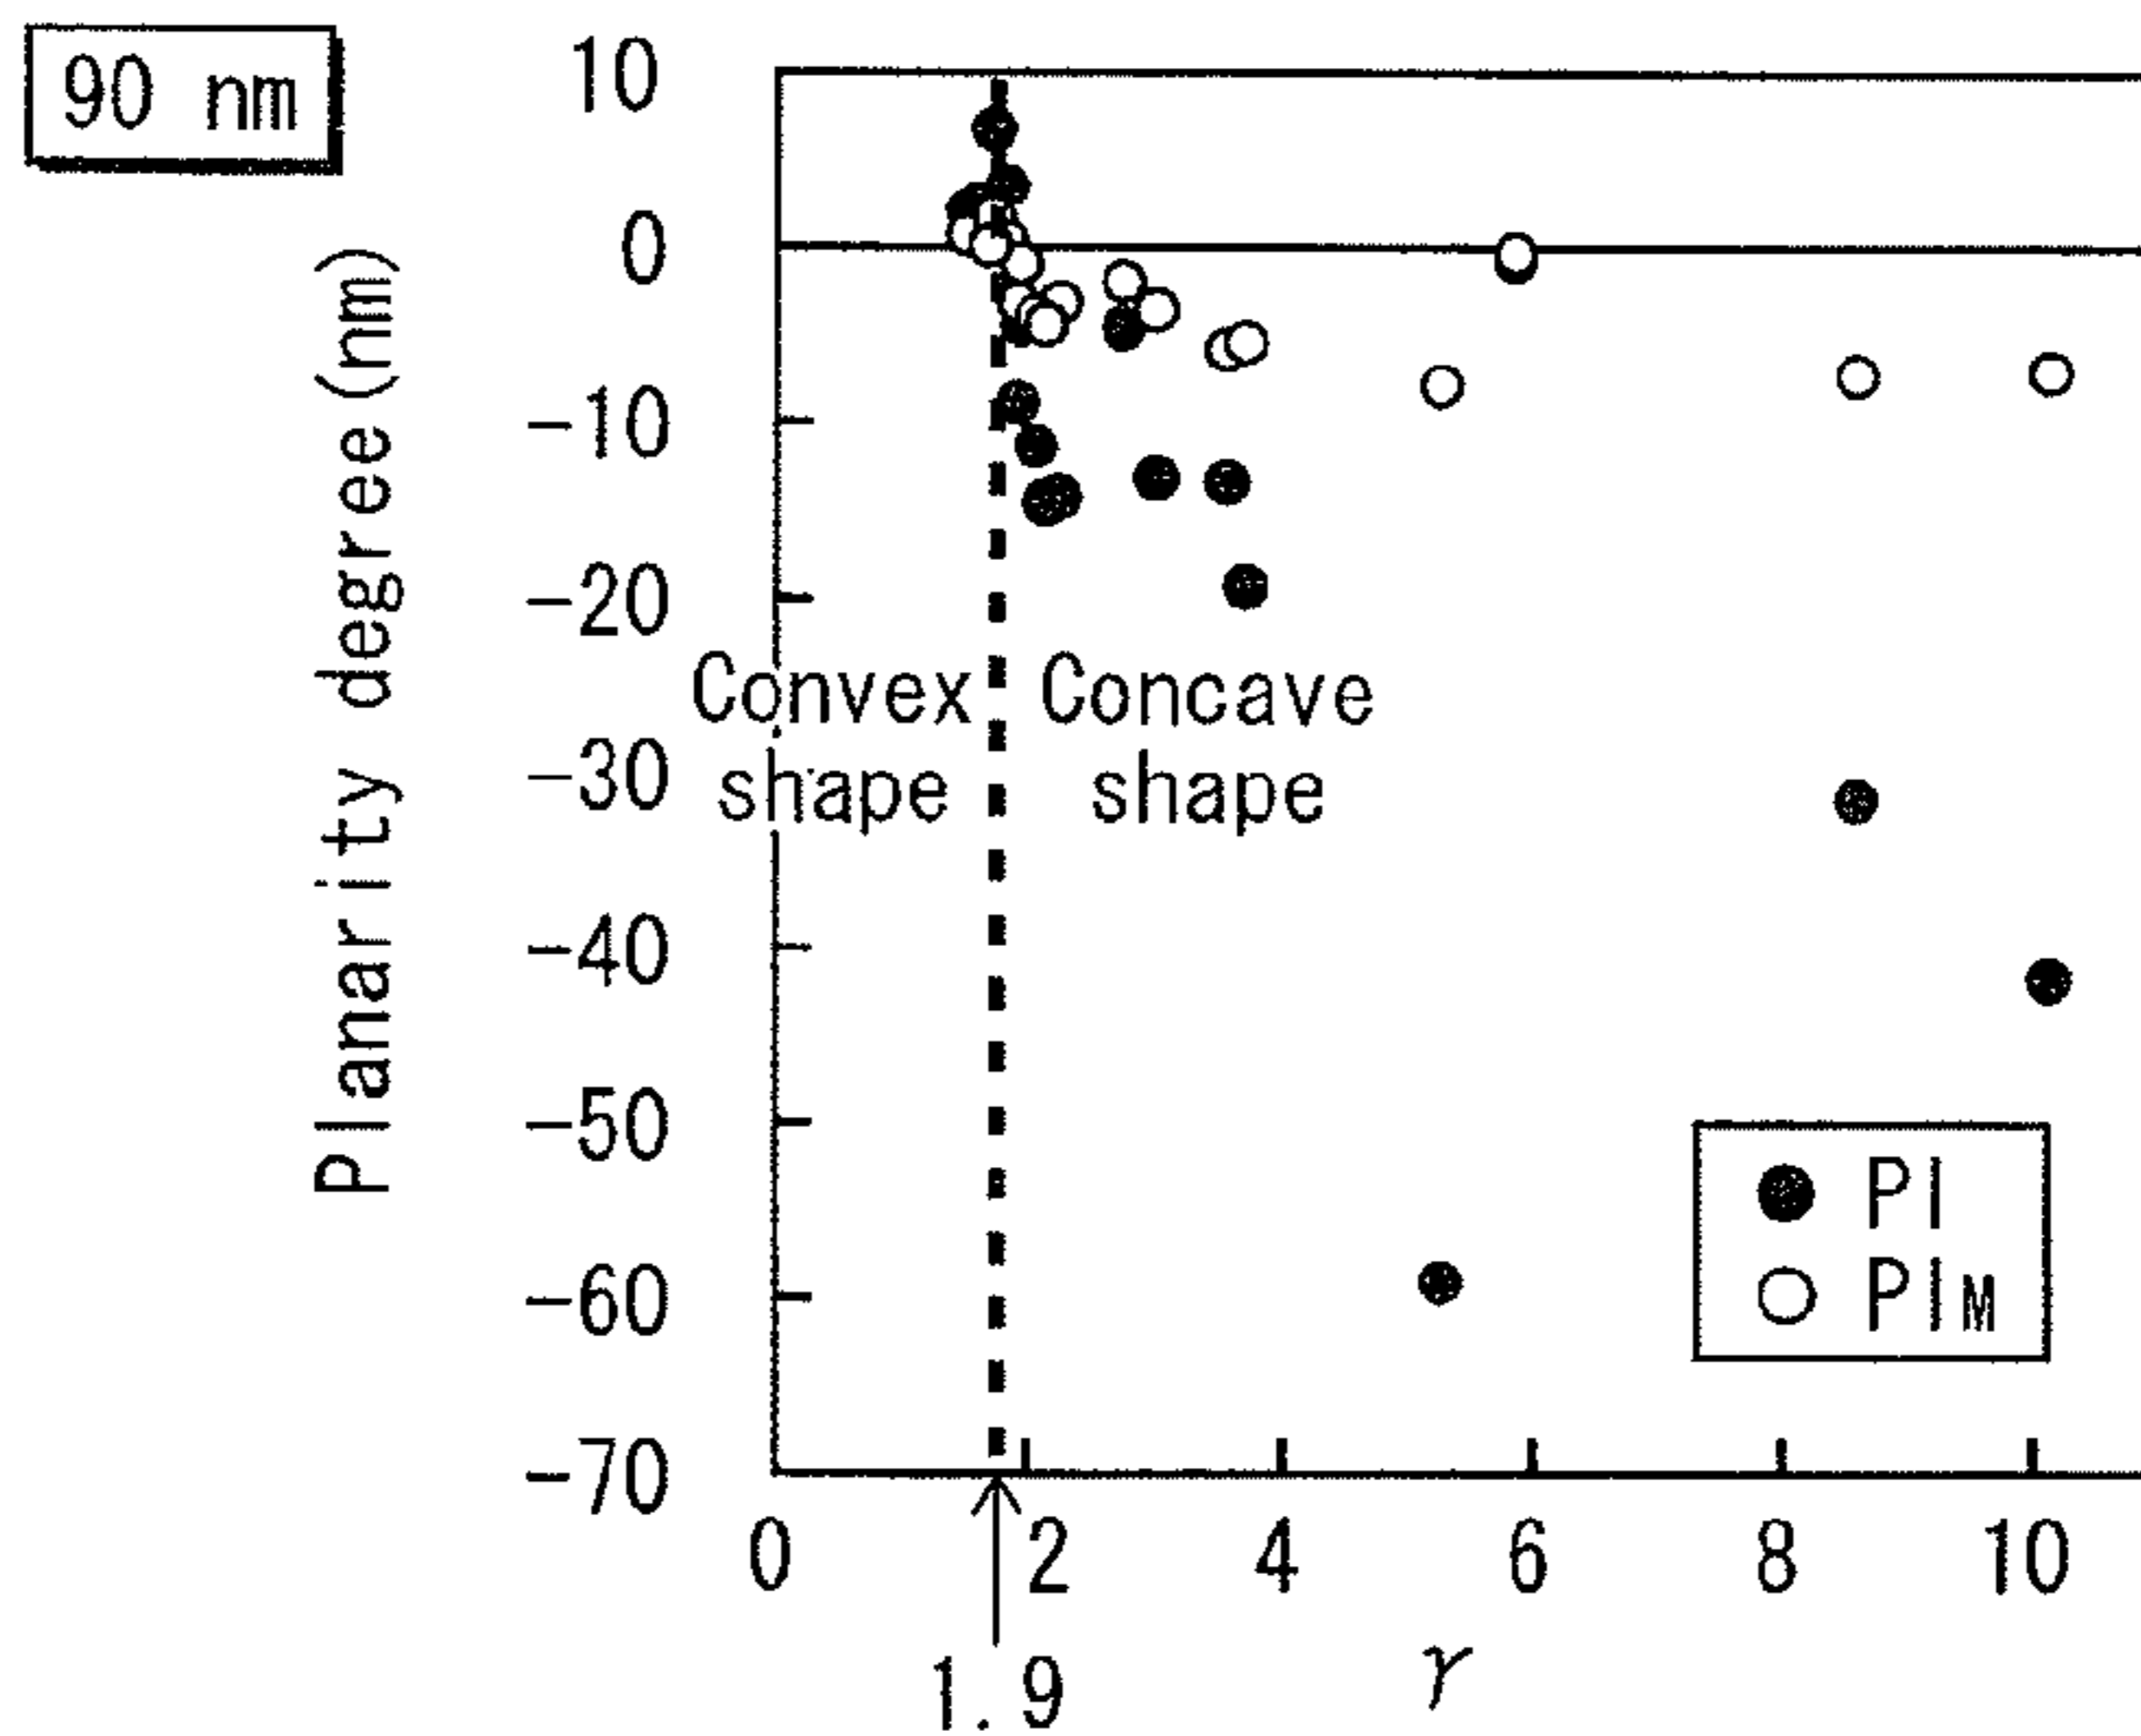 90 nm
Planarity degree(nm)
10
0
-10
-20
-30
-40
-50
-60
-70
Convex
shape
Concave
shape
PI
PIM
0
2
4
6
8
10
1.9
γ